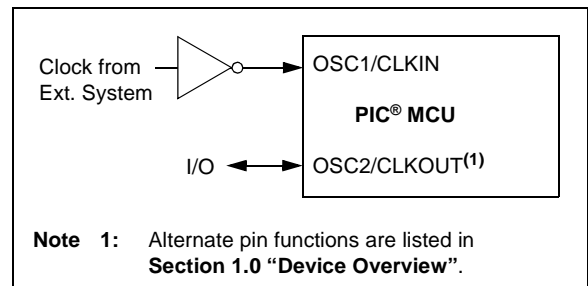 Clock from
Ext. System
OSC1/CLKIN
PIC® MCU
I/O
OSC2/CLKOUT(1)
Note 1: Alternate pin functions are listed in
Section 1.0 “Device Overview”.